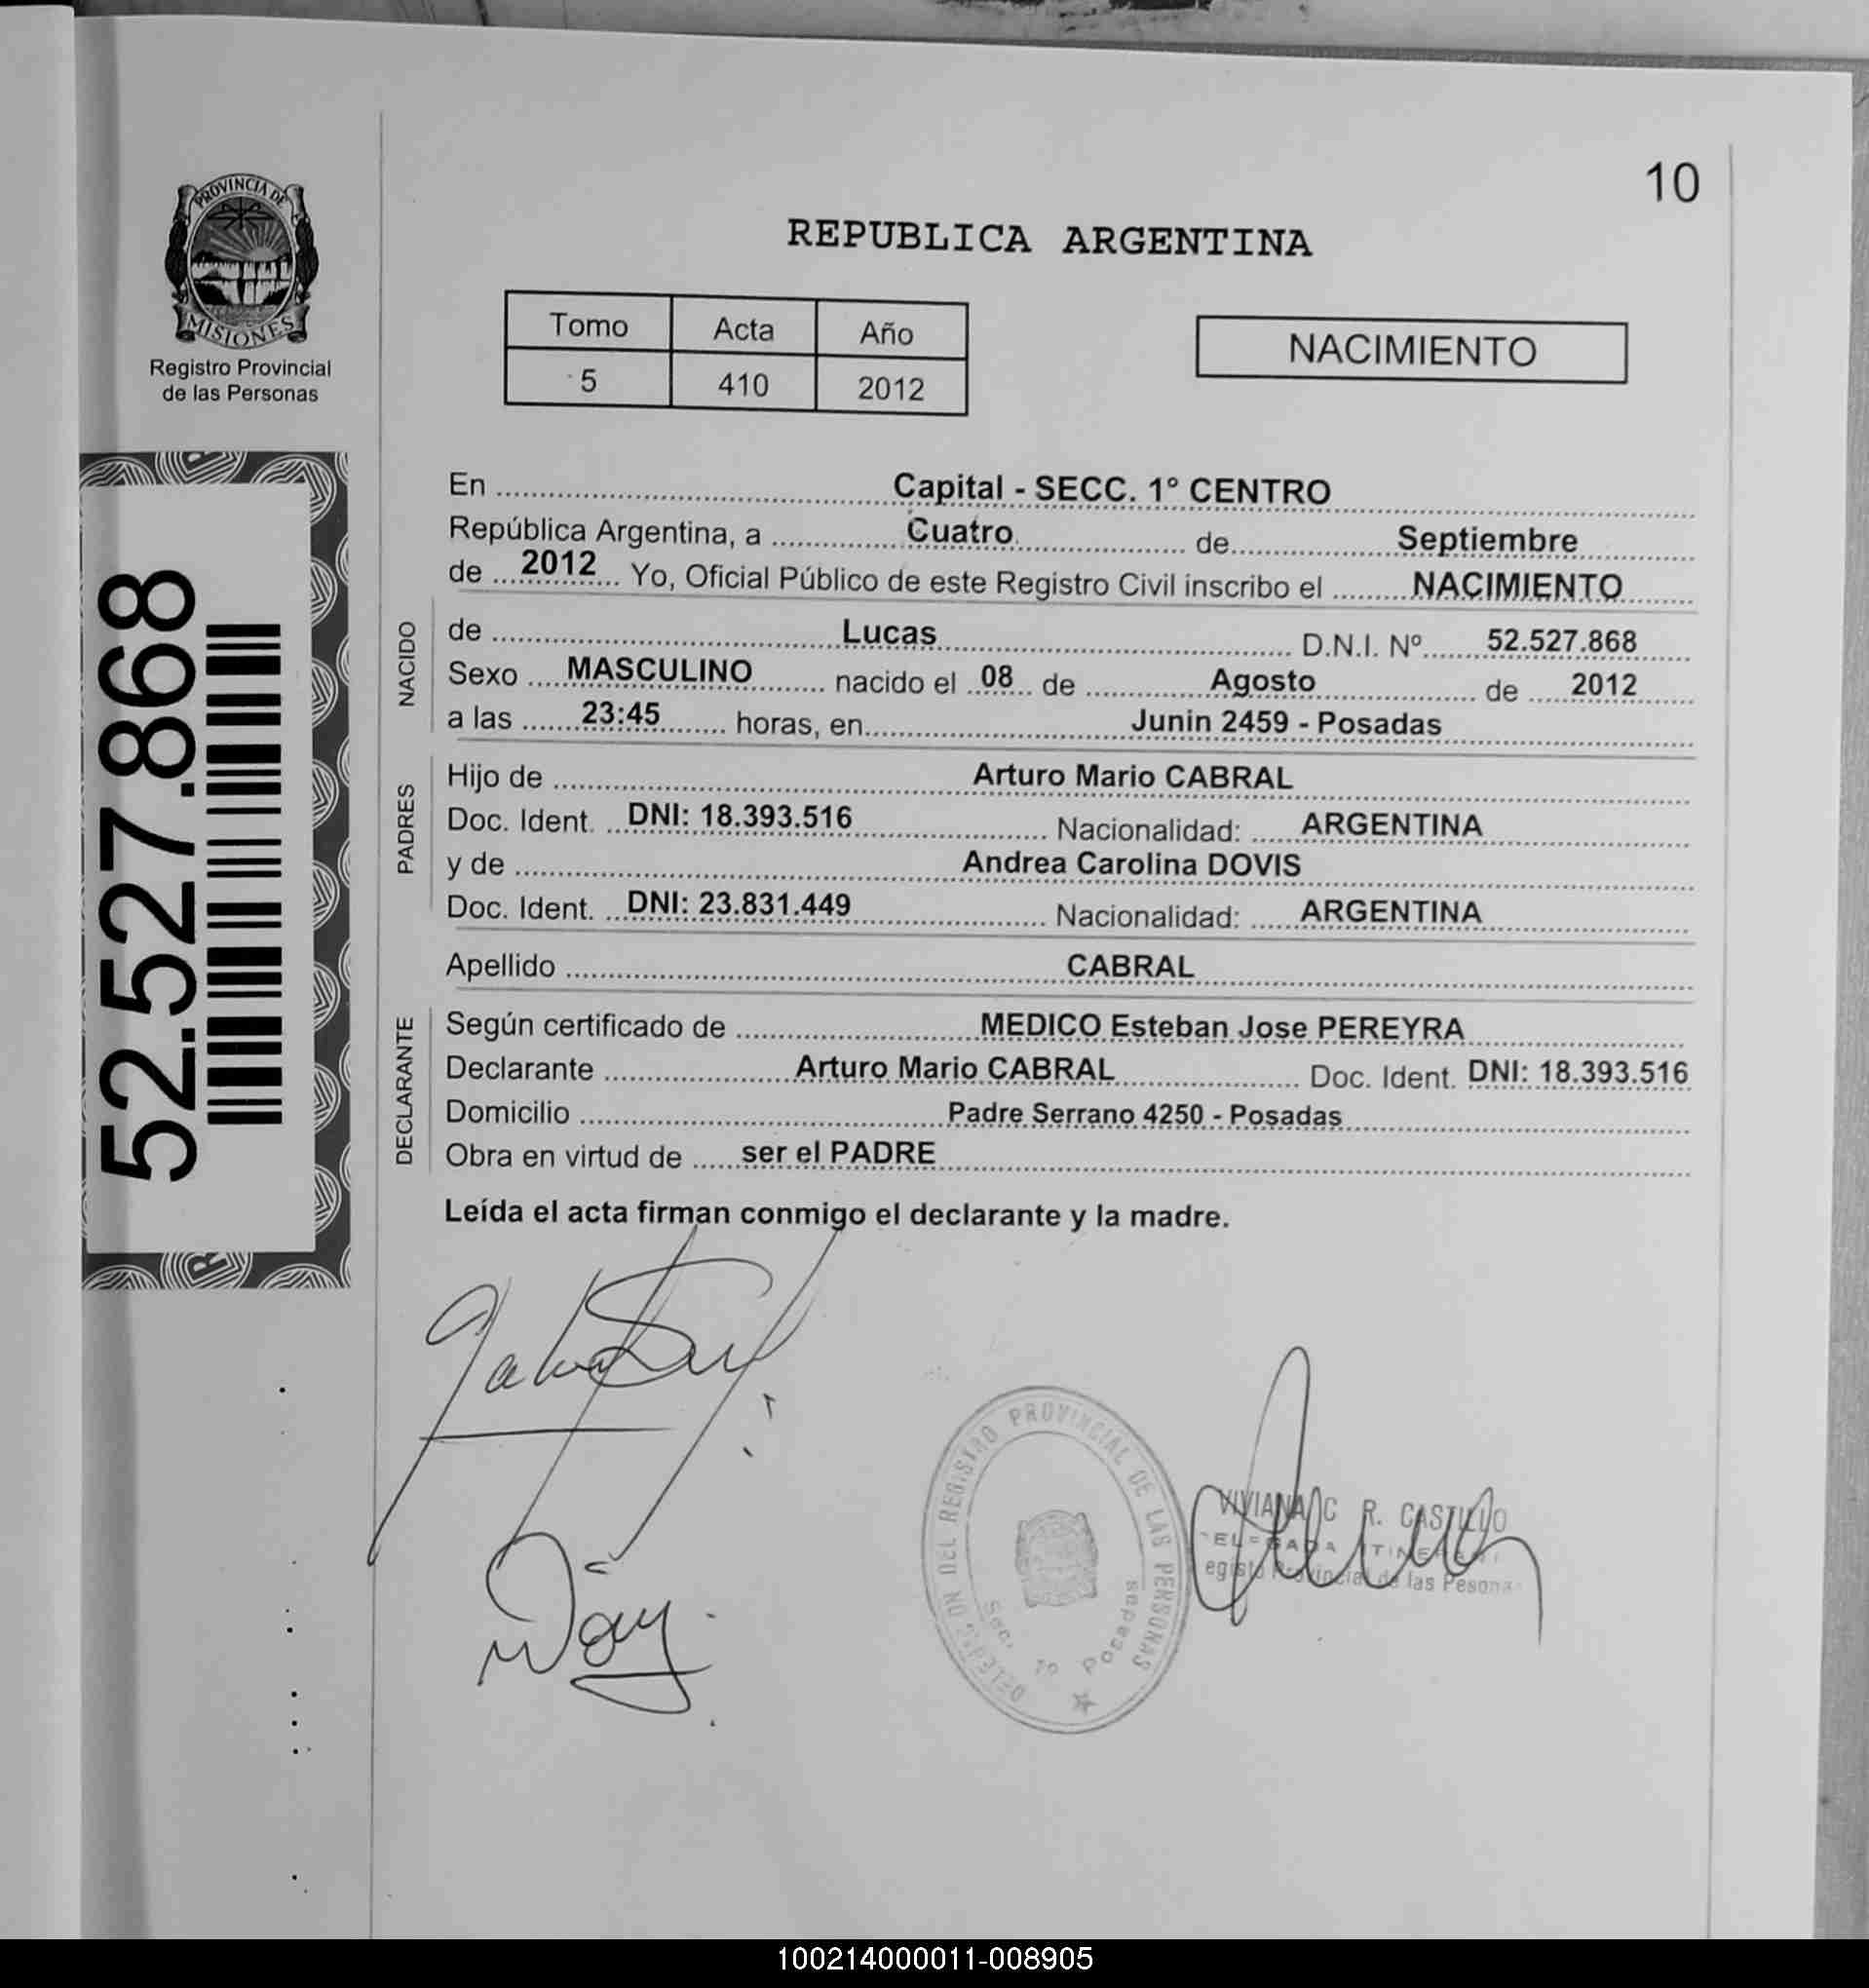 10
PROVINCIA DE
MISIONES
Registro Provincial
de las Personas
REPUBLICA ARGENTINA
Tomo Acta Año
5 410 2012
NACIMIENTO
52.527.868
En Capital - SECC. 1° CENTRO
República Argentina, a Cuatro de Septiembre
de 2012 Yo, Oficial Público de este Registro Civil inscribo el NACIMIENTO
NACIDO
de Lucas D.N.I. Nº 52.527.868
Sexo MASCULINO nacido el 08 de Agosto de 2012
a las 23:45 horas, en Junin 2459 - Posadas
PADRES
Hijo de Arturo Mario CABRAL
Doc. Ident. DNI: 18.393.516 Nacionalidad: ARGENTINA
y de Andrea Carolina DOVIS
Doc. Ident. DNI: 23.831.449 Nacionalidad: ARGENTINA
Apellido CABRAL
DECLARANTE
Según certificado de MEDICO Esteban Jose PEREYRA
Declarante Arturo Mario CABRAL Doc. Ident. DNI: 18.393.516
Domicilio Padre Serrano 4250 - Posadas
Obra en virtud de ser el PADRE
Leída el acta firman conmigo el declarante y la madre.
DELEGACION DEL REGISTRO PROVINCIAL DE LAS PERSONAS
Sec. 1º Posadas
VIVIANA C R. CASTILLO
Provincial de las
100214000011-008905